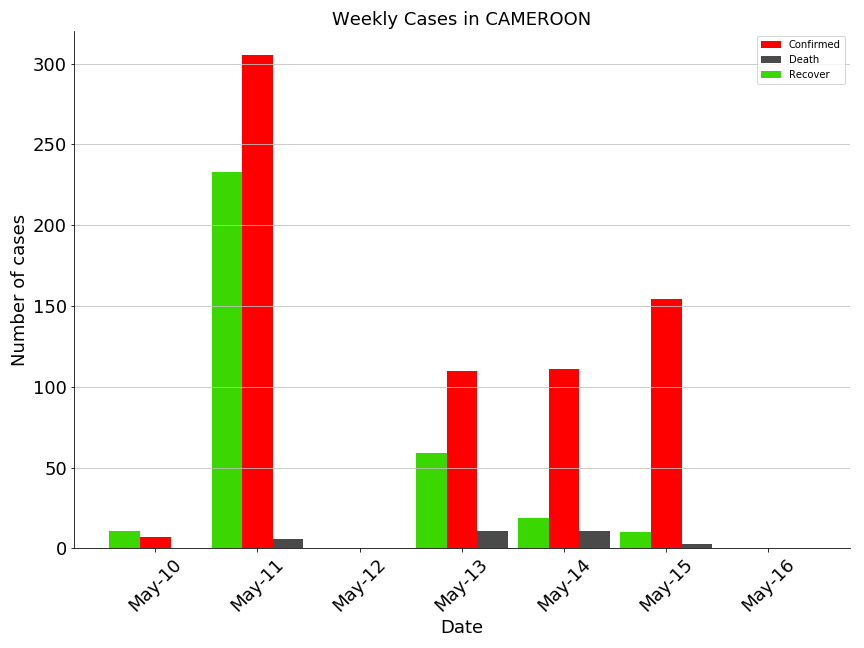 Weekly Cases in CAMEROON
Confirmed
Death
Recover
Number of cases
300
250
200
150
100
50
0
May-10
May-11
May-12
May-13
May-14
May-15
May-16
Date